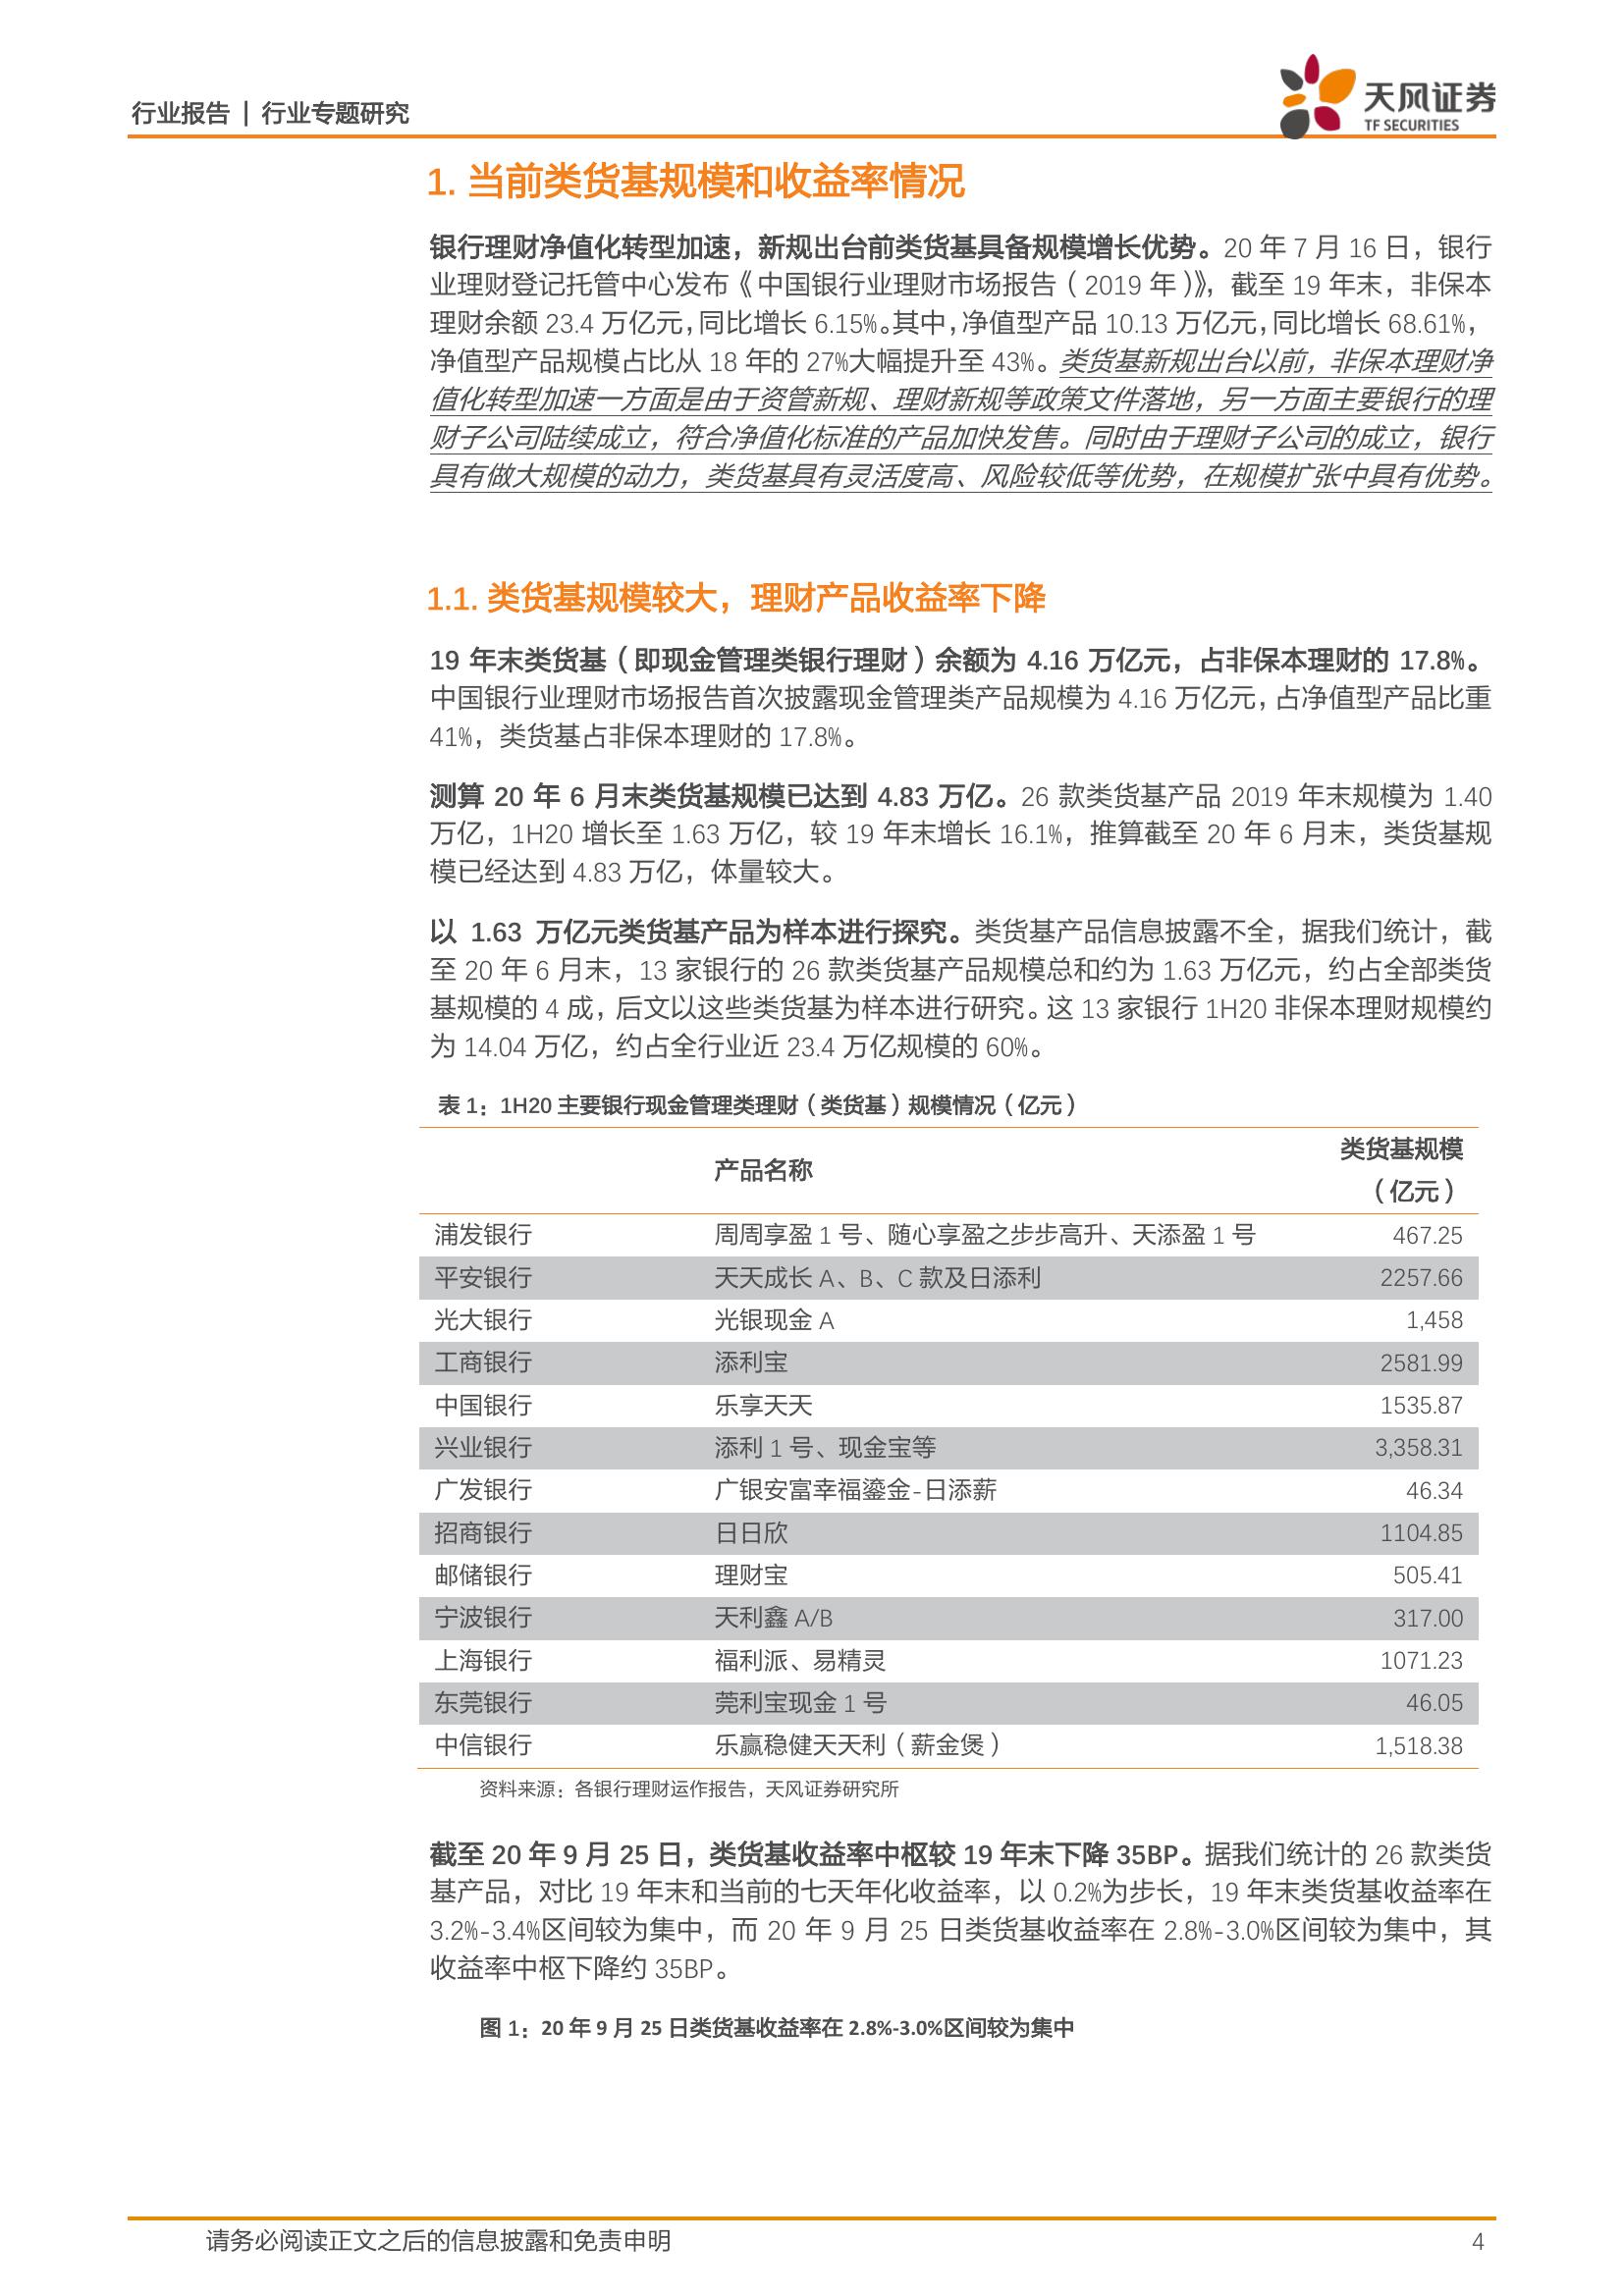 行业报告 | 行业专题研究
天风证券
TF SECURITIES
1. 当前类货基规模和收益率情况
银行理财净值化转型加速，新规出台前类货基具备规模增长优势。20 年 7 月 16 日，银行
业理财登记托管中心发布《中国银行业理财市场报告（2019 年）》，截至 19 年末，非保本
理财余额 23.4 万亿元，同比增长 6.15%。其中，净值型产品 10.13 万亿元，同比增长 68.61%，
净值型产品规模占比从 18 年的 27%大幅提升至 43%。类货基新规出台以前，非保本理财净
值化转型加速一方面是由于资管新规、理财新规等政策文件落地，另一方面主要银行的理
财子公司陆续成立，符合净值化标准的产品加快发售。同时由于理财子公司的成立，银行
具有做大规模的动力，类货基具有灵活度高、风险较低等优势，在规模扩张中具有优势。
1.1. 类货基规模较大，理财产品收益率下降
19 年末类货基（即现金管理类银行理财）余额为 4.16 万亿元，占非保本理财的 17.8%。
中国银行业理财市场报告首次披露现金管理类产品规模为 4.16 万亿元，占净值型产品比重
41%，类货基占非保本理财的 17.8%。
测算 20 年 6 月末类货基规模已达到 4.83 万亿。26 款类货基产品 2019 年末规模为 1.40
万亿，1H20 增长至 1.63 万亿，较 19 年末增长 16.1%，推算截至 20 年 6 月末，类货基规
模已经达到 4.83 万亿，体量较大。
以 1.63 万亿元类货基产品为样本进行探究。类货基产品信息披露不全，据我们统计，截
至 20 年 6 月末，13 家银行的 26 款类货基产品规模总和约为 1.63 万亿元，约占全部类货
基规模的 4 成，后文以这些类货基为样本进行研究。这 13 家银行 1H20 非保本理财规模约
为 14.04 万亿，约占全行业近 23.4 万亿规模的 60%。
表 1：1H20 主要银行现金管理类理财（类货基）规模情况（亿元）
产品名称 类货基规模
（亿元）
浦发银行 周周享盈 1 号、随心享盈之步步高升、天添盈 1 号 467.25
平安银行 天天成长 A、B、C 款及日添利 2257.66
光大银行 光银现金 A 1,458
工商银行 添利宝 2581.99
中国银行 乐享天天 1535.87
兴业银行 添利 1 号、现金宝等 3,358.31
广发银行 广银安富幸福鎏金-日添薪 46.34
招商银行 日日欣 1104.85
邮储银行 理财宝 505.41
宁波银行 天利鑫 A/B 317.00
上海银行 福利派、易精灵 1071.23
东莞银行 莞利宝现金 1 号 46.05
中信银行 乐赢稳健天天利（薪金煲） 1,518.38
资料来源：各银行理财运作报告，天风证券研究所
截至 20 年 9 月 25 日，类货基收益率中枢较 19 年末下降 35BP。据我们统计的 26 款类货
基产品，对比 19 年末和当前的七天年化收益率，以 0.2%为步长，19 年末类货基收益率在
3.2%-3.4%区间较为集中，而 20 年 9 月 25 日类货基收益率在 2.8%-3.0%区间较为集中，其
收益率中枢下降约 35BP。
图 1：20 年 9 月 25 日类货基收益率在 2.8%-3.0%区间较为集中
请务必阅读正文之后的信息披露和免责申明 4